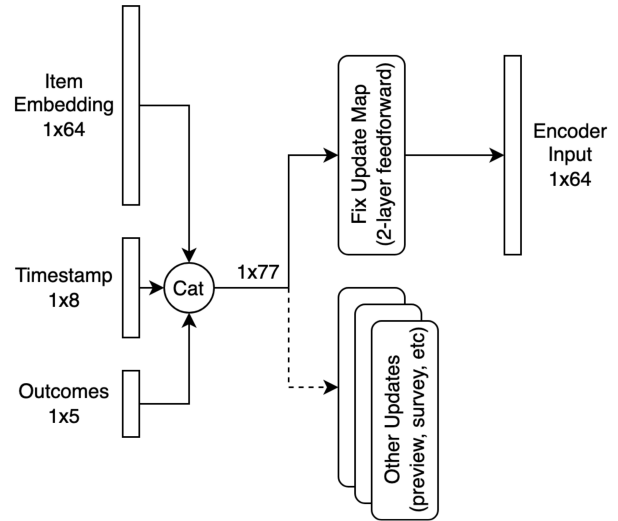 Item
Embedding
1x64
Timestamp
1x8
Outcomes
1x5
Cat
1x77
Fix Update Map
(2-layer feedforward)
Other Updates
(preview, survey, etc)
Encoder
Input
1x64